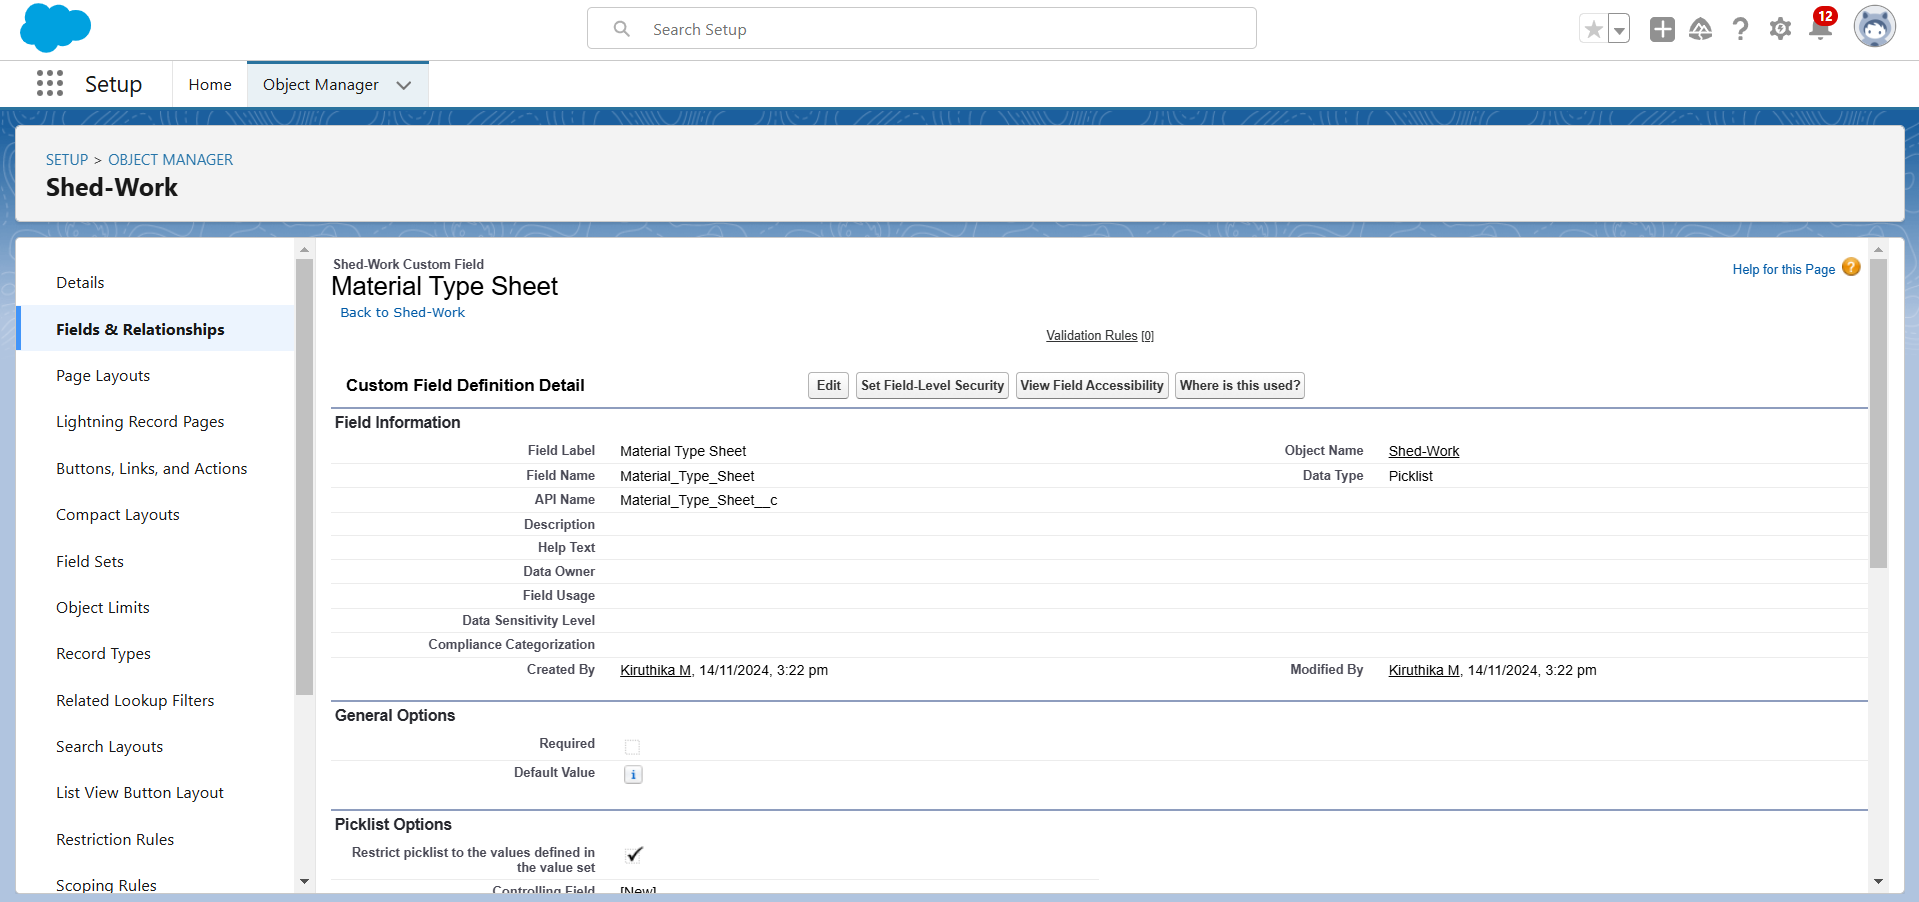 Search Setup
12
Setup
Home
Object Manager
SETUP > OBJECT MANAGER
Shed-Work
Details
Fields & Relationships
Page Layouts
Lightning Record Pages
Buttons, Links, and Actions
Compact Layouts
Field Sets
Object Limits
Record Types
Related Lookup Filters
Search Layouts
List View Button Layout
Restriction Rules
Scoping Rules
Shed-Work Custom Field
Material Type Sheet
Back to Shed-Work
Help for this Page ?
Validation Rules [0]
Custom Field Definition Detail
Edit
Set Field-Level Security
View Field Accessibility
Where is this used?
Field Information
Field Label Material Type Sheet
Object Name Shed-Work
Field Name Material_Type_Sheet
Data Type Picklist
API Name Material_Type_Sheet__c
Description
Help Text
Data Owner
Field Usage
Data Sensitivity Level
Compliance Categorization
Created By Kiruthika M, 14/11/2024, 3:22 pm
Modified By Kiruthika M, 14/11/2024, 3:22 pm
General Options
Required
Default Value i
Picklist Options
Restrict picklist to the values defined in
the value set
Controlling Field [New]